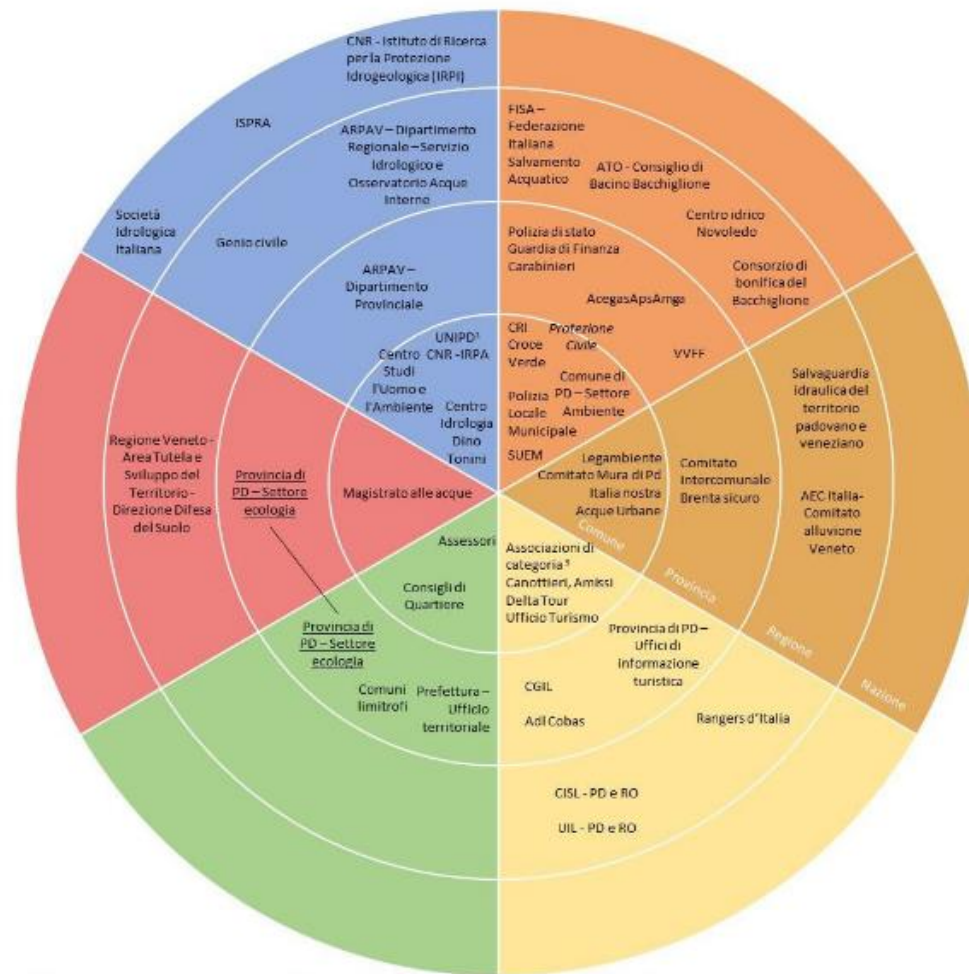 CNR - Istituto di Ricerca
per la Protezione
Idrogeologica (IRPI)
ISPRA
ARPAV – Dipartimento
Regionale – Servizio
Idrologico e
Osservatorio Acque
Interne
Società
Idrologica
Italiana
Genio civile
ARPAV –
Dipartimento
Provinciale
UNIPD¹
CNR -IRPA
Centro
Studi
l'Uomo e
l'Ambiente
Centro
Idrologia
Dino
Tonini
FISA –
Federazione
Italiana
Salvamento
Acquatico
ATO - Consiglio di
Bacino Bacchiglione
Centro idrico
Novoledo
Consorzio di
bonifica del
Bacchiglione
Polizia di stato
Guardia di Finanza
Carabinieri
AcegasApsAmga
VVFF
CRI
Croce
Verde
Protezione
Civile
Comune di
PD – Settore
Ambiente
Polizia
Locale
Municipale
SUEM
Salvaguardia
idraulica del
territorio
padovano e
veneziano
AEC Italia-
Comitato
alluvione
Veneto
Comitato
Intercomunale
Brenta sicuro
Legambiente
Comitato Mura di Pd
Italia nostra
Acque Urbane
Comune
Provincia
Regione
Nazione
Regione Veneto -
Area Tutela e
Sviluppo del
Territorio -
Direzione Difesa
del Suolo
Provincia di
PD – Settore
ecologia
Magistrato alle acque
Assessori
Consigli di
Quartiere
Provincia di
PD – Settore
ecologia
Comuni
limitrofi
Prefettura –
Ufficio
territoriale
Associazioni di
categoria ³
Canottieri, Amissi
Delta Tour
Ufficio Turismo
Provincia di PD –
Uffici di
informazione
turistica
CGIL
Adl Cobas
Rangers d'Italia
CISL - PD e RO
UIL - PD e RO